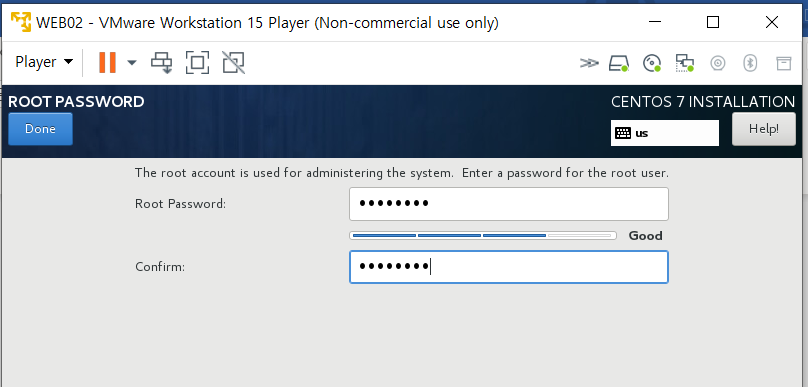 WEB02 - VMware Workstation 15 Player (Non-commercial use only)
Player
ROOT PASSWORD
CENTOS 7 INSTALLATION
Done
us
Help!
The root account is used for administering the system.  Enter a password for the root user.
Root Password:
●●●●●●●●
Good
Confirm:
●●●●●●●●